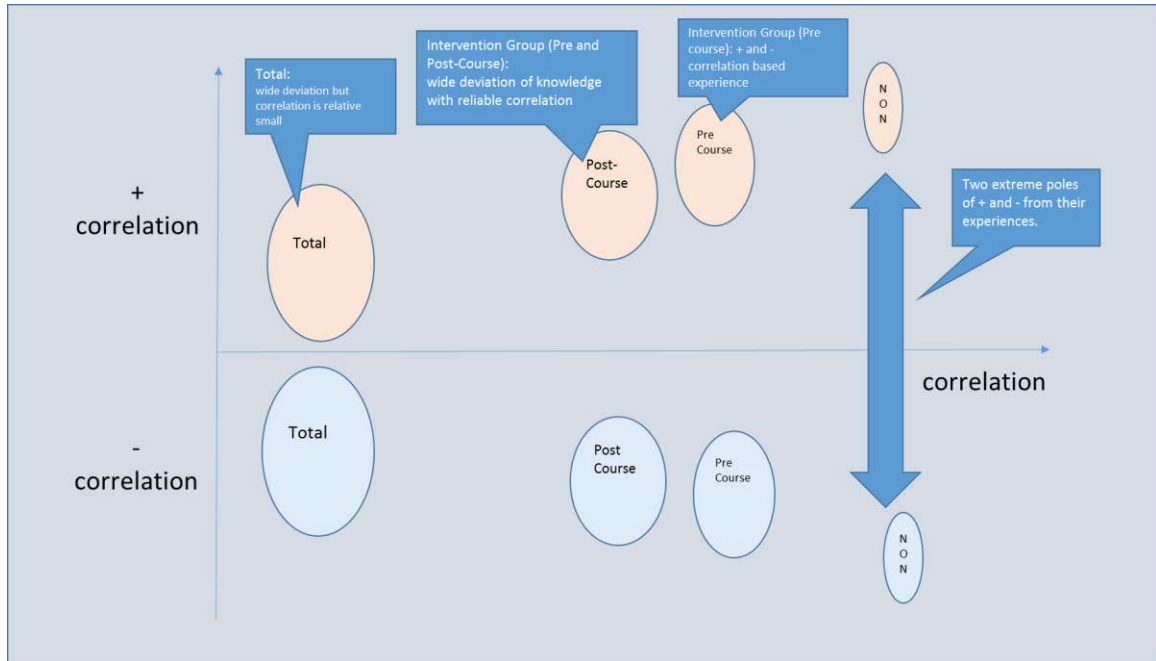 Total:
wide deviation but
correlation is relative
small
Intervention Group (Pre and
Post-Course):
wide deviation of knowledge
with reliable correlation
Intervention Group (Pre
course): + and -
correlation based
experience
N
O
N
Pre
Course
Post-
Course
+
correlation
Total
Two extreme poles
of + and - from their
experiences.
correlation
Total
-
correlation
Post
Course
Pre
Course
N
O
N